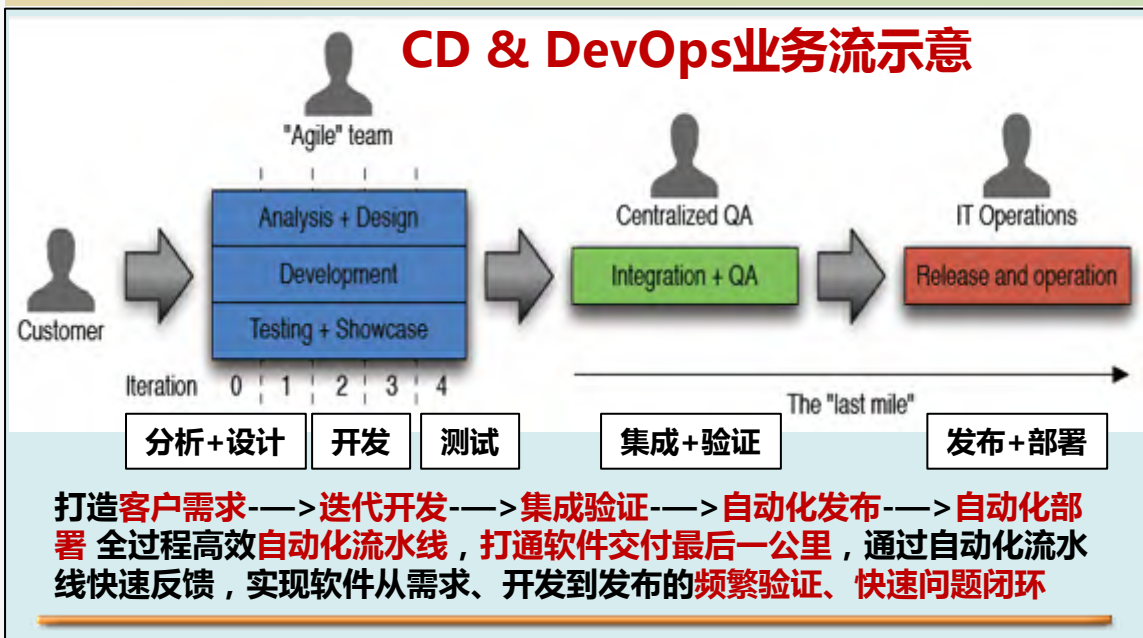 CD & DevOps业务流示意
"Agile" team
Analysis + Design
Development
Testing + Showcase
Customer
Iteration 0 1 2 3 4
Centralized QA
Integration + QA
IT Operations
Release and operation
The "last mile"
分析+设计
开发
测试
集成+验证
发布+部署
打造客户需求-—>迭代开发-—>集成验证-—>自动化发布-—>自动化部
署 全过程高效自动化流水线，打通软件交付最后一公里，通过自动化流水
线快速反馈，实现软件从需求、开发到发布的频繁验证、快速问题闭环